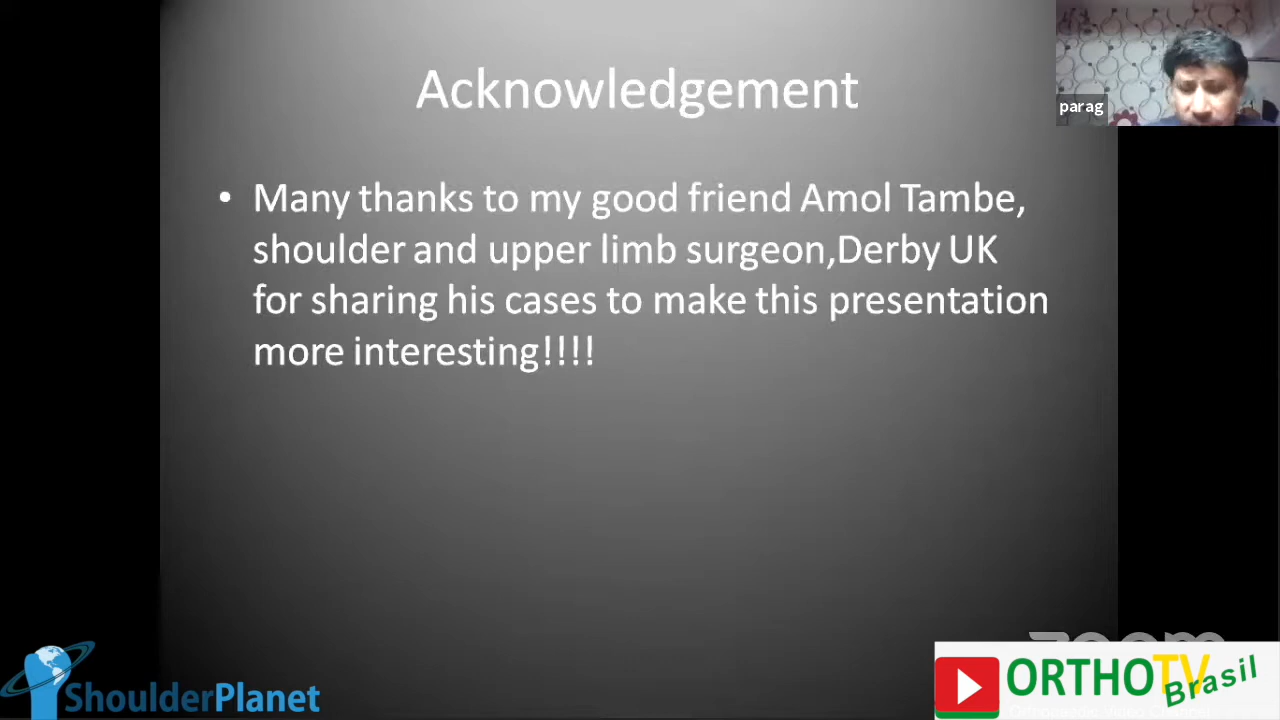 Acknowledgement
parag
• Many thanks to my good friend Amol Tambe,
shoulder and upper limb surgeon,Derby UK
for sharing his cases to make this presentation
more interesting!!!!
zoom
ShoulderPlanet
ORTHOTV
Brasil